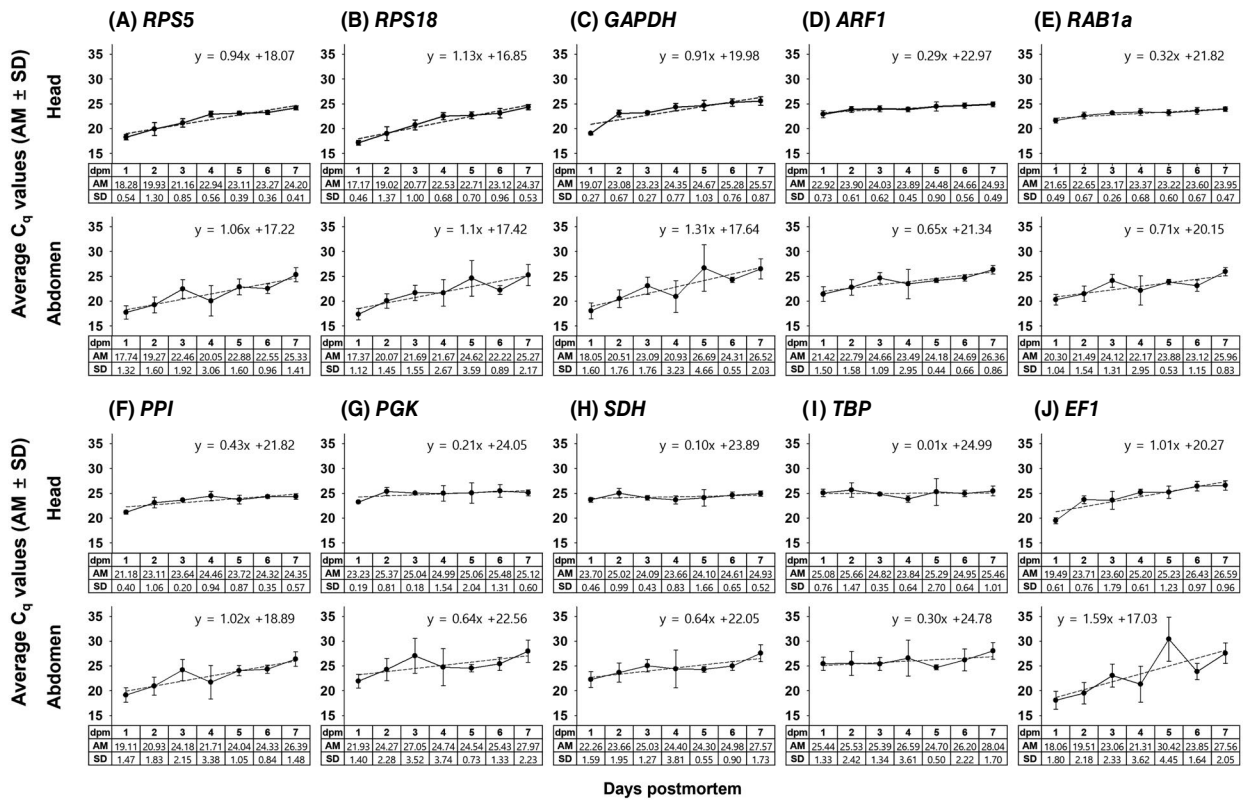 (A) RPS5
(B) RPS18
(C) GAPDH
(D) ARF1
(E) RAB1a
Average Cq values (AM ± SD)
Head
35
30
25
20
15
y = 0.94x +18.07
y = 1.13x +16.85
y = 0.91x +19.98
y = 0.29x +22.97
y = 0.32x +21.82
dpm 1 2 3 4 5 6 7
AM 18.28 19.93 21.16 22.94 23.11 23.27 24.20
SD 0.54 1.30 0.85 0.56 0.39 0.36 0.41
dpm 1 2 3 4 5 6 7
AM 17.17 19.02 20.77 22.53 22.71 23.12 24.37
SD 0.46 1.37 1.00 0.68 0.70 0.96 0.53
dpm 1 2 3 4 5 6 7
AM 19.07 23.08 23.23 24.35 24.67 25.28 25.57
SD 0.27 0.67 0.27 0.77 1.03 0.76 0.87
dpm 1 2 3 4 5 6 7
AM 22.92 23.90 24.03 23.89 24.48 24.66 24.93
SD 0.73 0.61 0.62 0.45 0.90 0.56 0.49
dpm 1 2 3 4 5 6 7
AM 21.65 22.65 23.17 23.37 23.22 23.60 23.95
SD 0.49 0.67 0.26 0.68 0.60 0.67 0.47
Abdomen
35
30
25
20
15
y = 1.06x +17.22
y = 1.1x +17.42
y = 1.31x +17.64
y = 0.65x +21.34
y = 0.71x +20.15
dpm 1 2 3 4 5 6 7
AM 17.74 19.27 22.46 20.05 22.88 22.55 25.33
SD 1.32 1.60 1.92 3.06 1.60 0.96 1.41
dpm 1 2 3 4 5 6 7
AM 17.37 20.07 21.69 21.67 24.62 22.22 25.27
SD 1.12 1.45 1.55 2.67 3.59 0.89 2.17
dpm 1 2 3 4 5 6 7
AM 18.05 20.51 23.09 20.93 26.69 24.31 26.52
SD 1.60 1.76 1.76 3.23 4.66 0.55 2.03
dpm 1 2 3 4 5 6 7
AM 21.42 22.79 24.66 23.49 24.18 24.69 26.36
SD 1.50 1.58 1.09 2.95 0.44 0.66 0.86
dpm 1 2 3 4 5 6 7
AM 20.30 21.49 24.12 22.17 23.88 23.12 25.96
SD 1.04 1.54 1.31 2.95 0.53 1.15 0.83
(F) PPI
(G) PGK
(H) SDH
(I) TBP
(J) EF1
Average Cq values (AM ± SD)
Head
35
30
25
20
15
y = 0.43x +21.82
y = 0.21x +24.05
y = 0.10x +23.89
y = 0.01x +24.99
y = 1.01x +20.27
dpm 1 2 3 4 5 6 7
AM 21.18 23.11 23.64 24.46 23.72 24.32 24.35
SD 0.40 1.06 0.20 0.94 0.87 0.35 0.57
dpm 1 2 3 4 5 6 7
AM 23.23 25.37 25.04 24.99 25.06 25.48 25.12
SD 0.19 0.81 0.18 1.54 2.04 1.31 0.60
dpm 1 2 3 4 5 6 7
AM 23.70 25.02 24.09 23.66 24.10 24.61 24.93
SD 0.46 0.99 0.43 0.83 1.66 0.65 0.52
dpm 1 2 3 4 5 6 7
AM 25.08 25.66 24.82 23.84 25.29 24.95 25.46
SD 0.76 1.47 0.35 0.64 2.70 0.64 1.01
dpm 1 2 3 4 5 6 7
AM 19.49 23.71 23.60 25.20 25.23 26.43 26.59
SD 0.61 0.76 1.79 0.61 1.23 0.97 0.96
Abdomen
35
30
25
20
15
y = 1.02x +18.89
y = 0.64x +22.56
y = 0.64x +22.05
y = 0.30x +24.78
y = 1.59x +17.03
dpm 1 2 3 4 5 6 7
AM 19.11 20.93 24.18 21.71 24.04 24.33 26.39
SD 1.47 1.83 2.15 3.38 1.05 0.84 1.48
dpm 1 2 3 4 5 6 7
AM 21.93 24.27 27.05 24.74 24.54 25.43 27.97
SD 1.40 2.28 3.52 3.74 0.73 1.33 2.23
dpm 1 2 3 4 5 6 7
AM 22.26 23.66 25.03 24.40 24.30 24.98 27.57
SD 1.59 1.95 1.27 3.81 0.55 0.90 1.73
dpm 1 2 3 4 5 6 7
AM 25.44 25.53 25.39 26.59 24.70 26.20 28.04
SD 1.33 2.42 1.34 3.61 0.50 2.22 1.70
dpm 1 2 3 4 5 6 7
AM 18.06 19.51 23.06 21.31 30.42 23.85 27.56
SD 1.80 2.18 2.33 3.62 4.45 1.64 2.05
Days postmortem